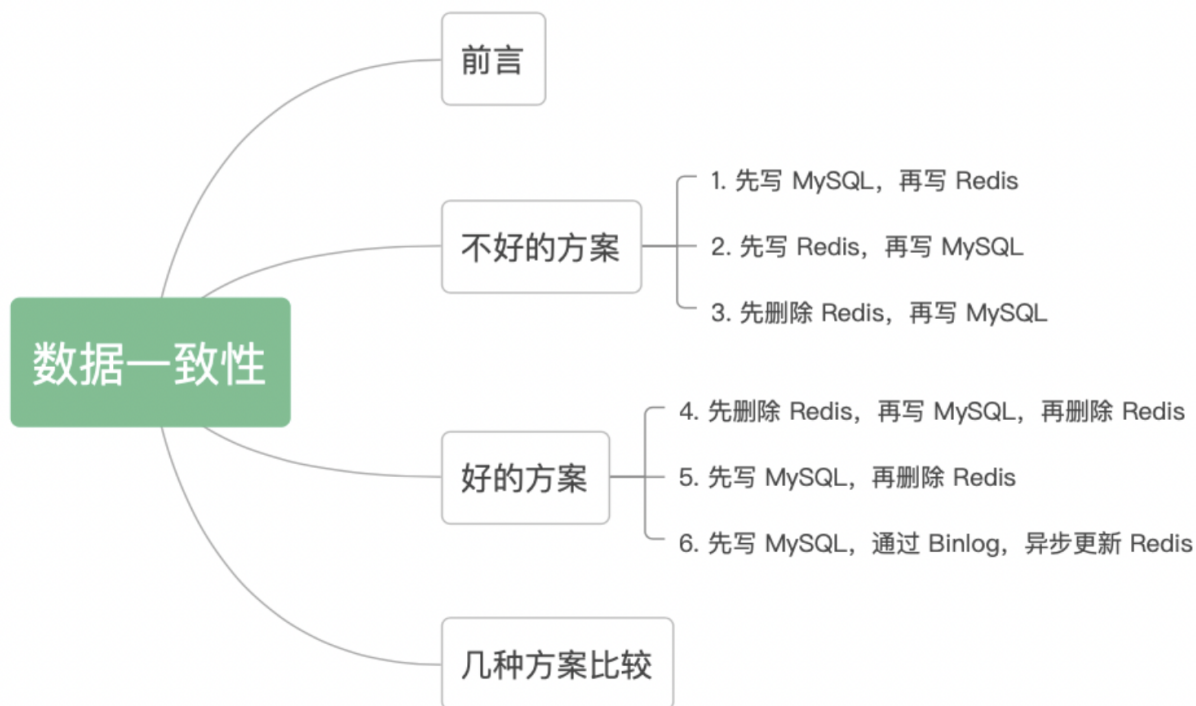 数据一致性
前言
不好的方案
1. 先写 MySQL，再写 Redis
2. 先写 Redis，再写 MySQL
3. 先删除 Redis，再写 MySQL
好的方案
4. 先删除 Redis，再写 MySQL，再删除 Redis
5. 先写 MySQL，再删除 Redis
6. 先写 MySQL，通过 Binlog，异步更新 Redis
几种方案比较